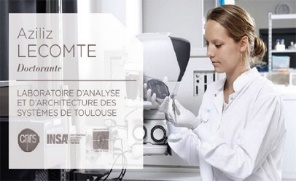 Aziliz
LECOMTE
Doctorante
LABORATOIRE D'ANALYSE
ET D'ARCHITECTURE DES
SYSTÈMES DE TOULOUSE
cnrs
INSA